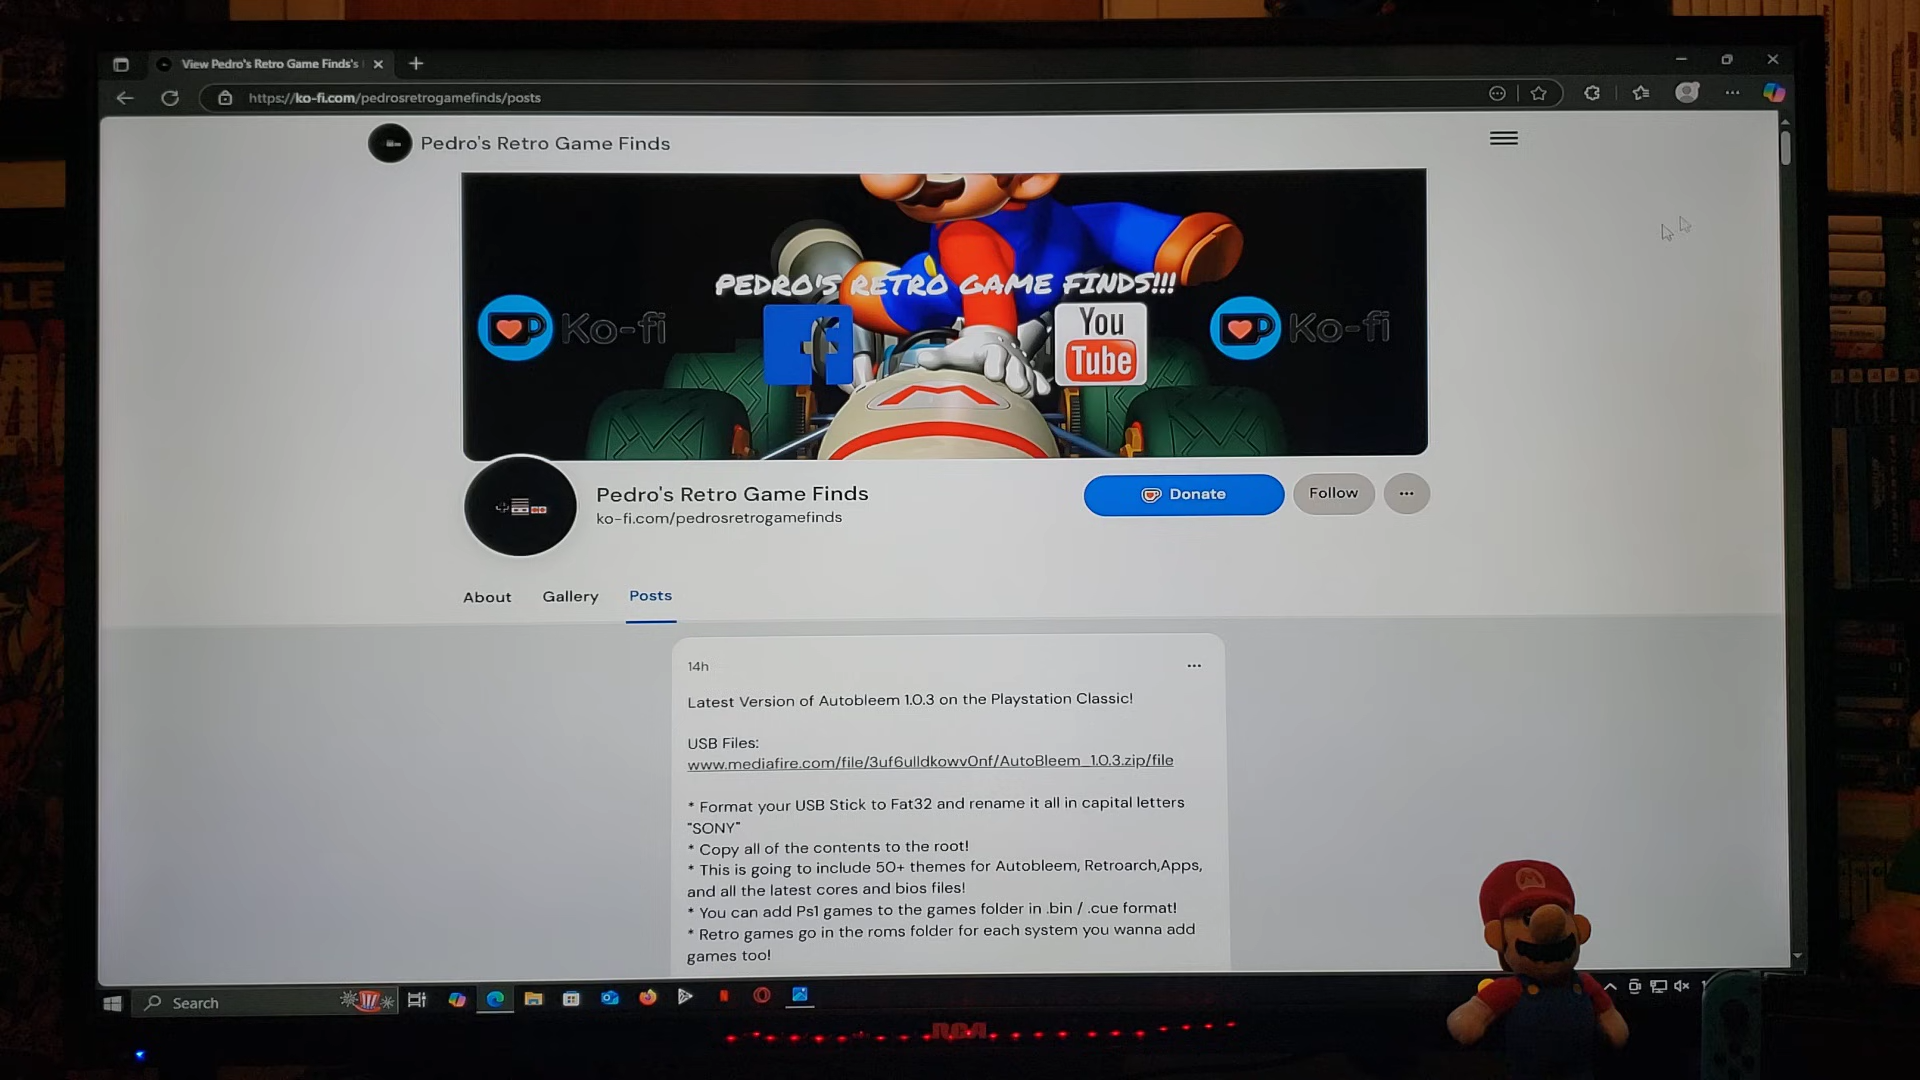 View Pedro's Retro Game Finds's
https://ko-fi.com/pedrosretrogamefinds/posts
Pedro's Retro Game Finds
PEDRO'S RETRO GAME FINDS!!!
Ko-fi
You
Tube
Ko-fi
Pedro's Retro Game Finds
ko-fi.com/pedrosretrogamefinds
Donate
Follow
About
Gallery
Posts
14h
Latest Version of Autobleem 1.0.3 on the Playstation Classic!
USB Files:
www.mediafire.com/file/3uf6ulldkowv0nf/AutoBleem_1.0.3.zip/file
* Format your USB Stick to Fat32 and rename it all in capital letters
"SONY"
* Copy all of the contents to the root!
* This is going to include 50+ themes for Autobleem, Retroarch,Apps,
and all the latest cores and bios files!
* You can add Ps1 games to the games folder in .bin / .cue format!
* Retro games go in the roms folder for each system you wanna add
games too!
Search
RCA